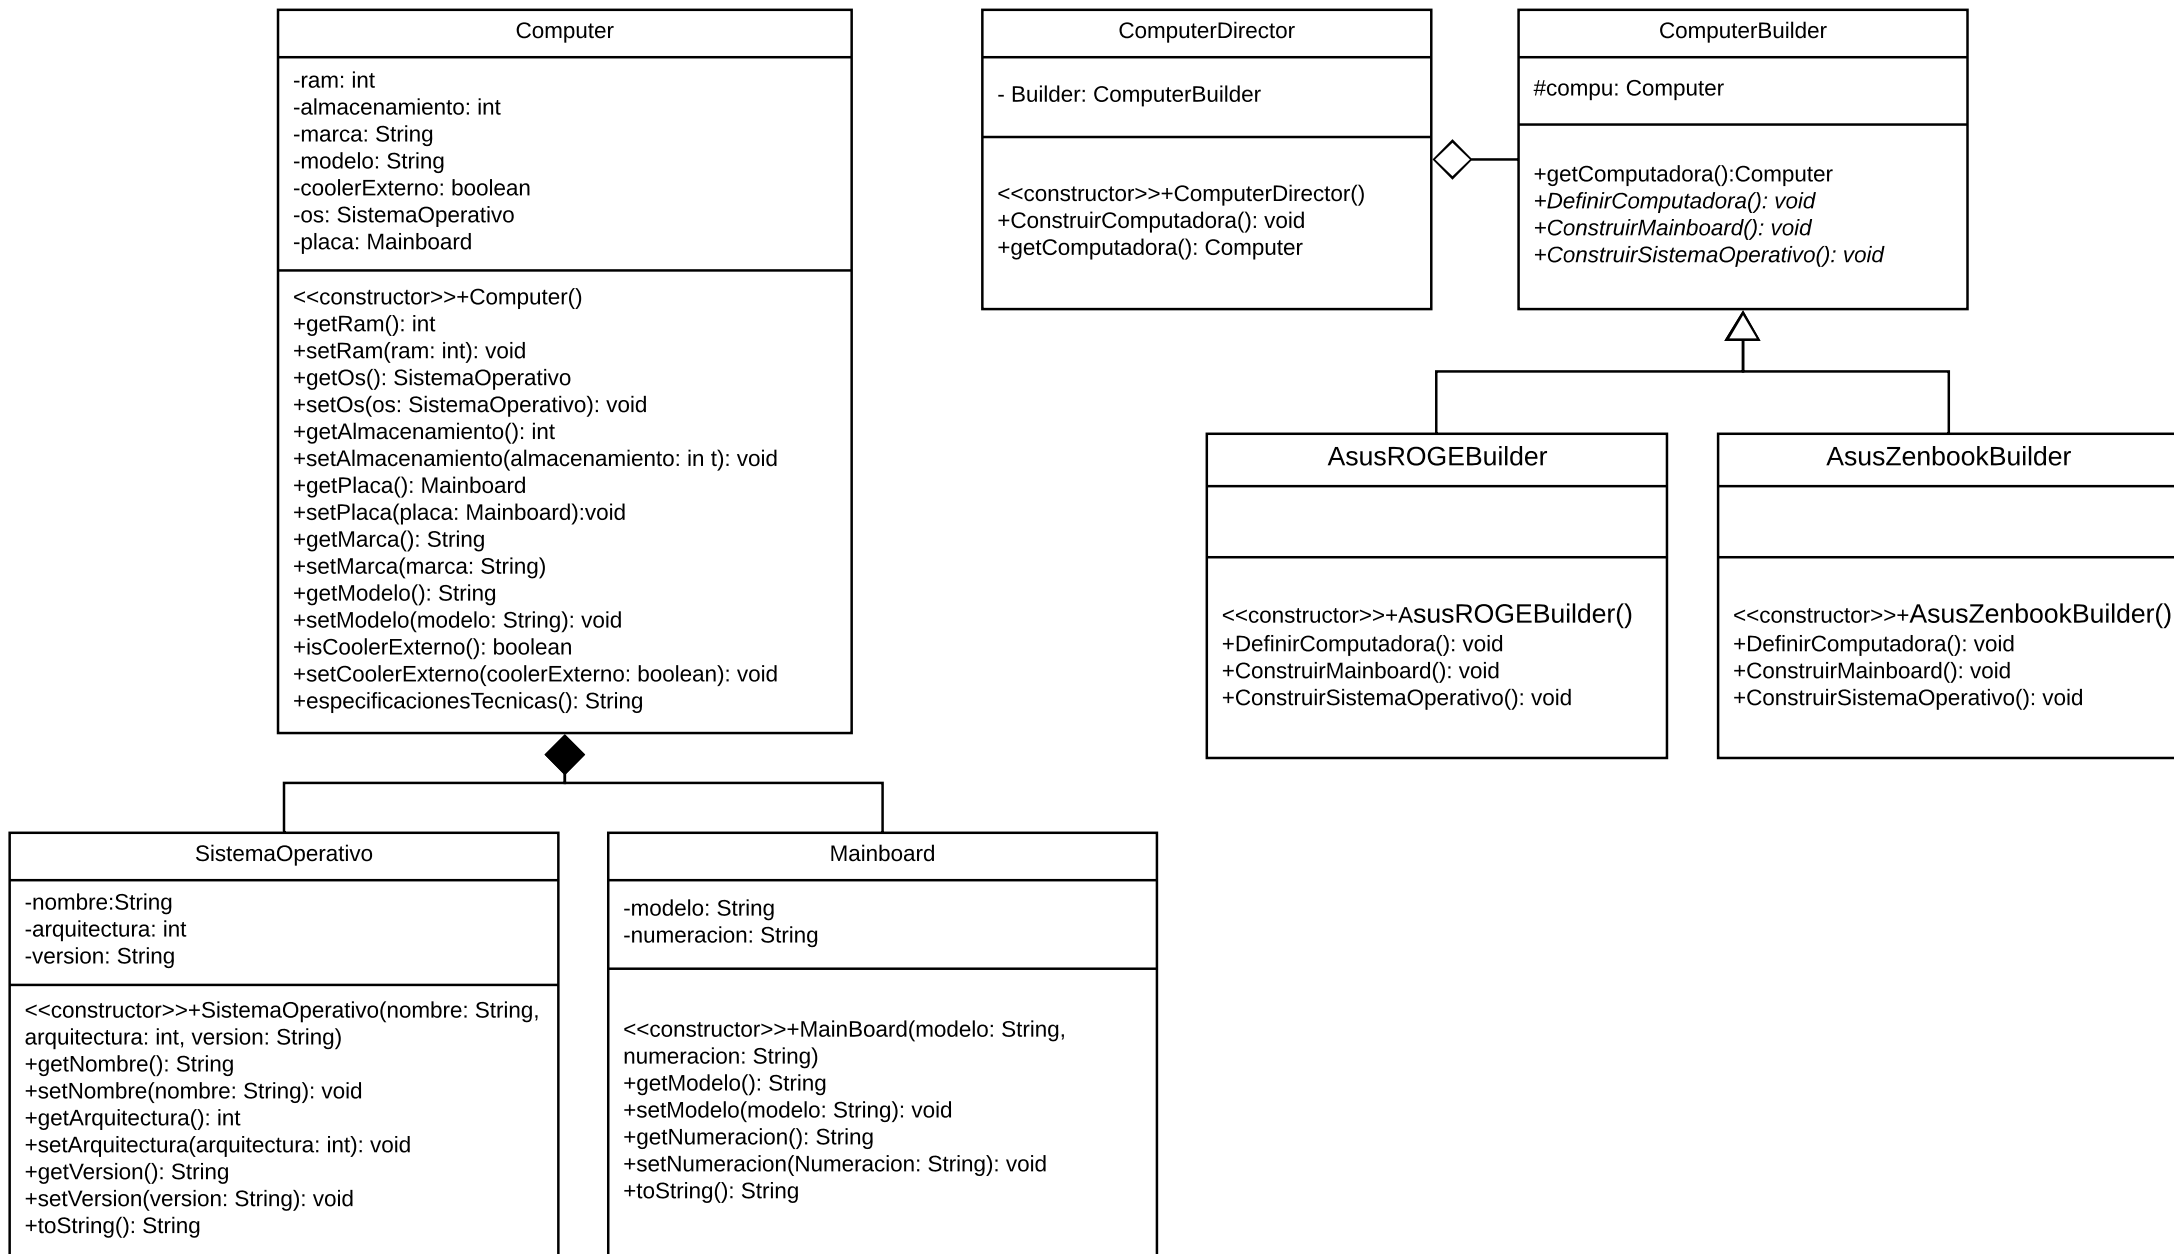 Computer
-ram: int
-almacenamiento: int
-marca: String
-modelo: String
-coolerExterno: boolean
-os: SistemaOperativo
-placa: Mainboard
<<constructor>>+Computer()
+getRam(): int
+setRam(ram: int): void
+getOs(): SistemaOperativo
+setOs(os: SistemaOperativo): void
+getAlmacenamiento(): int
+setAlmacenamiento(almacenamiento: in t): void
+getPlaca(): Mainboard
+setPlaca(placa: Mainboard):void
+getMarca(): String
+setMarca(marca: String)
+getModelo(): String
+setModelo(modelo: String): void
+isCoolerExterno(): boolean
+setCoolerExterno(coolerExterno: boolean): void
+especificacionesTecnicas(): String
ComputerDirector
- Builder: ComputerBuilder
<<constructor>>+ComputerDirector()
+ConstruirComputadora(): void
+getComputadora(): Computer
ComputerBuilder
#compu: Computer
+getComputadora():Computer
+DefinirComputadora(): void
+ConstruirMainboard(): void
+ConstruirSistemaOperativo(): void
AsusROGEBuilder
<<constructor>>+AsusROGEBuilder()
+DefinirComputadora(): void
+ConstruirMainboard(): void
+ConstruirSistemaOperativo(): void
AsusZenbookBuilder
<<constructor>>+AsusZenbookBuilder()
+DefinirComputadora(): void
+ConstruirMainboard(): void
+ConstruirSistemaOperativo(): void
SistemaOperativo
-nombre:String
-arquitectura: int
-version: String
<<constructor>>+SistemaOperativo(nombre: String,
arquitectura: int, version: String)
+getNombre(): String
+setNombre(nombre: String): void
+getArquitectura(): int
+setArquitectura(arquitectura: int): void
+getVersion(): String
+setVersion(version: String): void
+toString(): String
Mainboard
-modelo: String
-numeracion: String
<<constructor>>+MainBoard(modelo: String,
numeracion: String)
+getModelo(): String
+setModelo(modelo: String): void
+getNumeracion(): String
+setNumeracion(Numeracion: String): void
+toString(): String